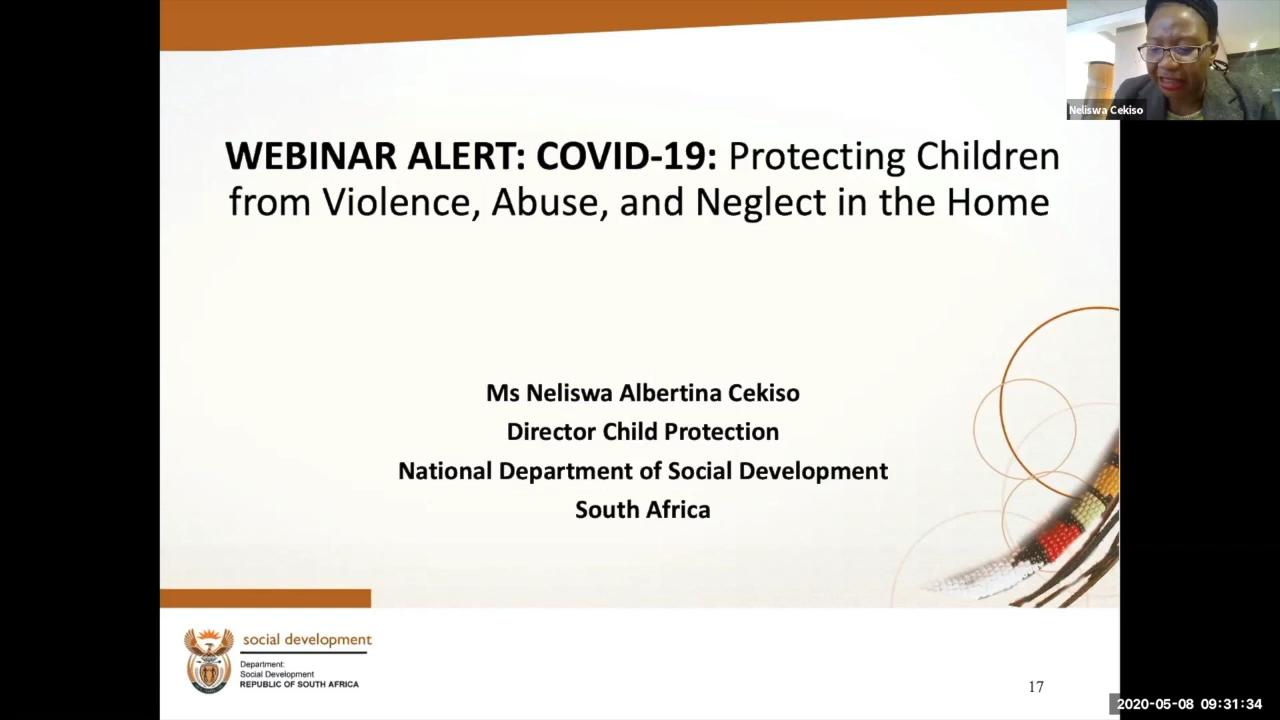 Neliswa Cekiso
WEBINAR ALERT: COVID-19: Protecting Children
from Violence, Abuse, and Neglect in the Home
Ms Neliswa Albertina Cekiso
Director Child Protection
National Department of Social Development
South Africa
social development
Department:
Social Development
REPUBLIC OF SOUTH AFRICA
17
2020-05-08 09:31:34